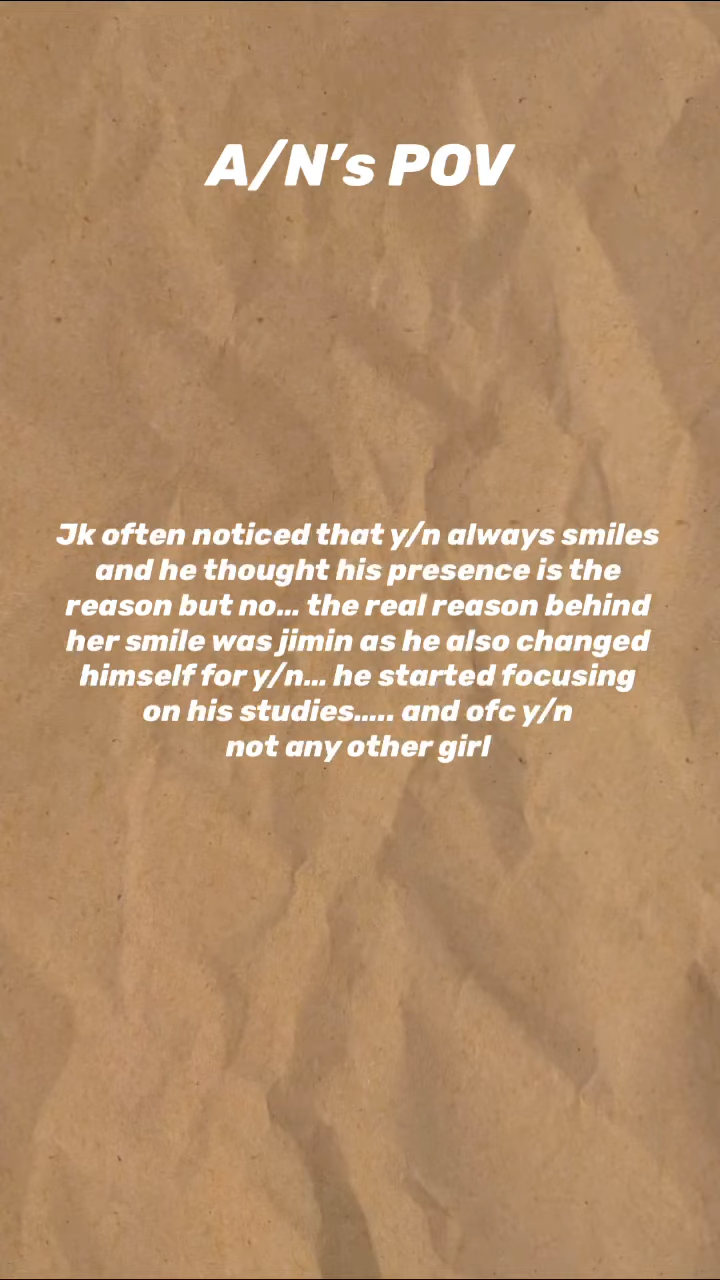 A/N's POV
Jk often noticed that y/n always smiles
and he thought his presence is the
reason but no... the real reason behind
her smile was jimin as he also changed
himself for y/n... he started focusing
on his studies..... and ofc y/n
not any other girl